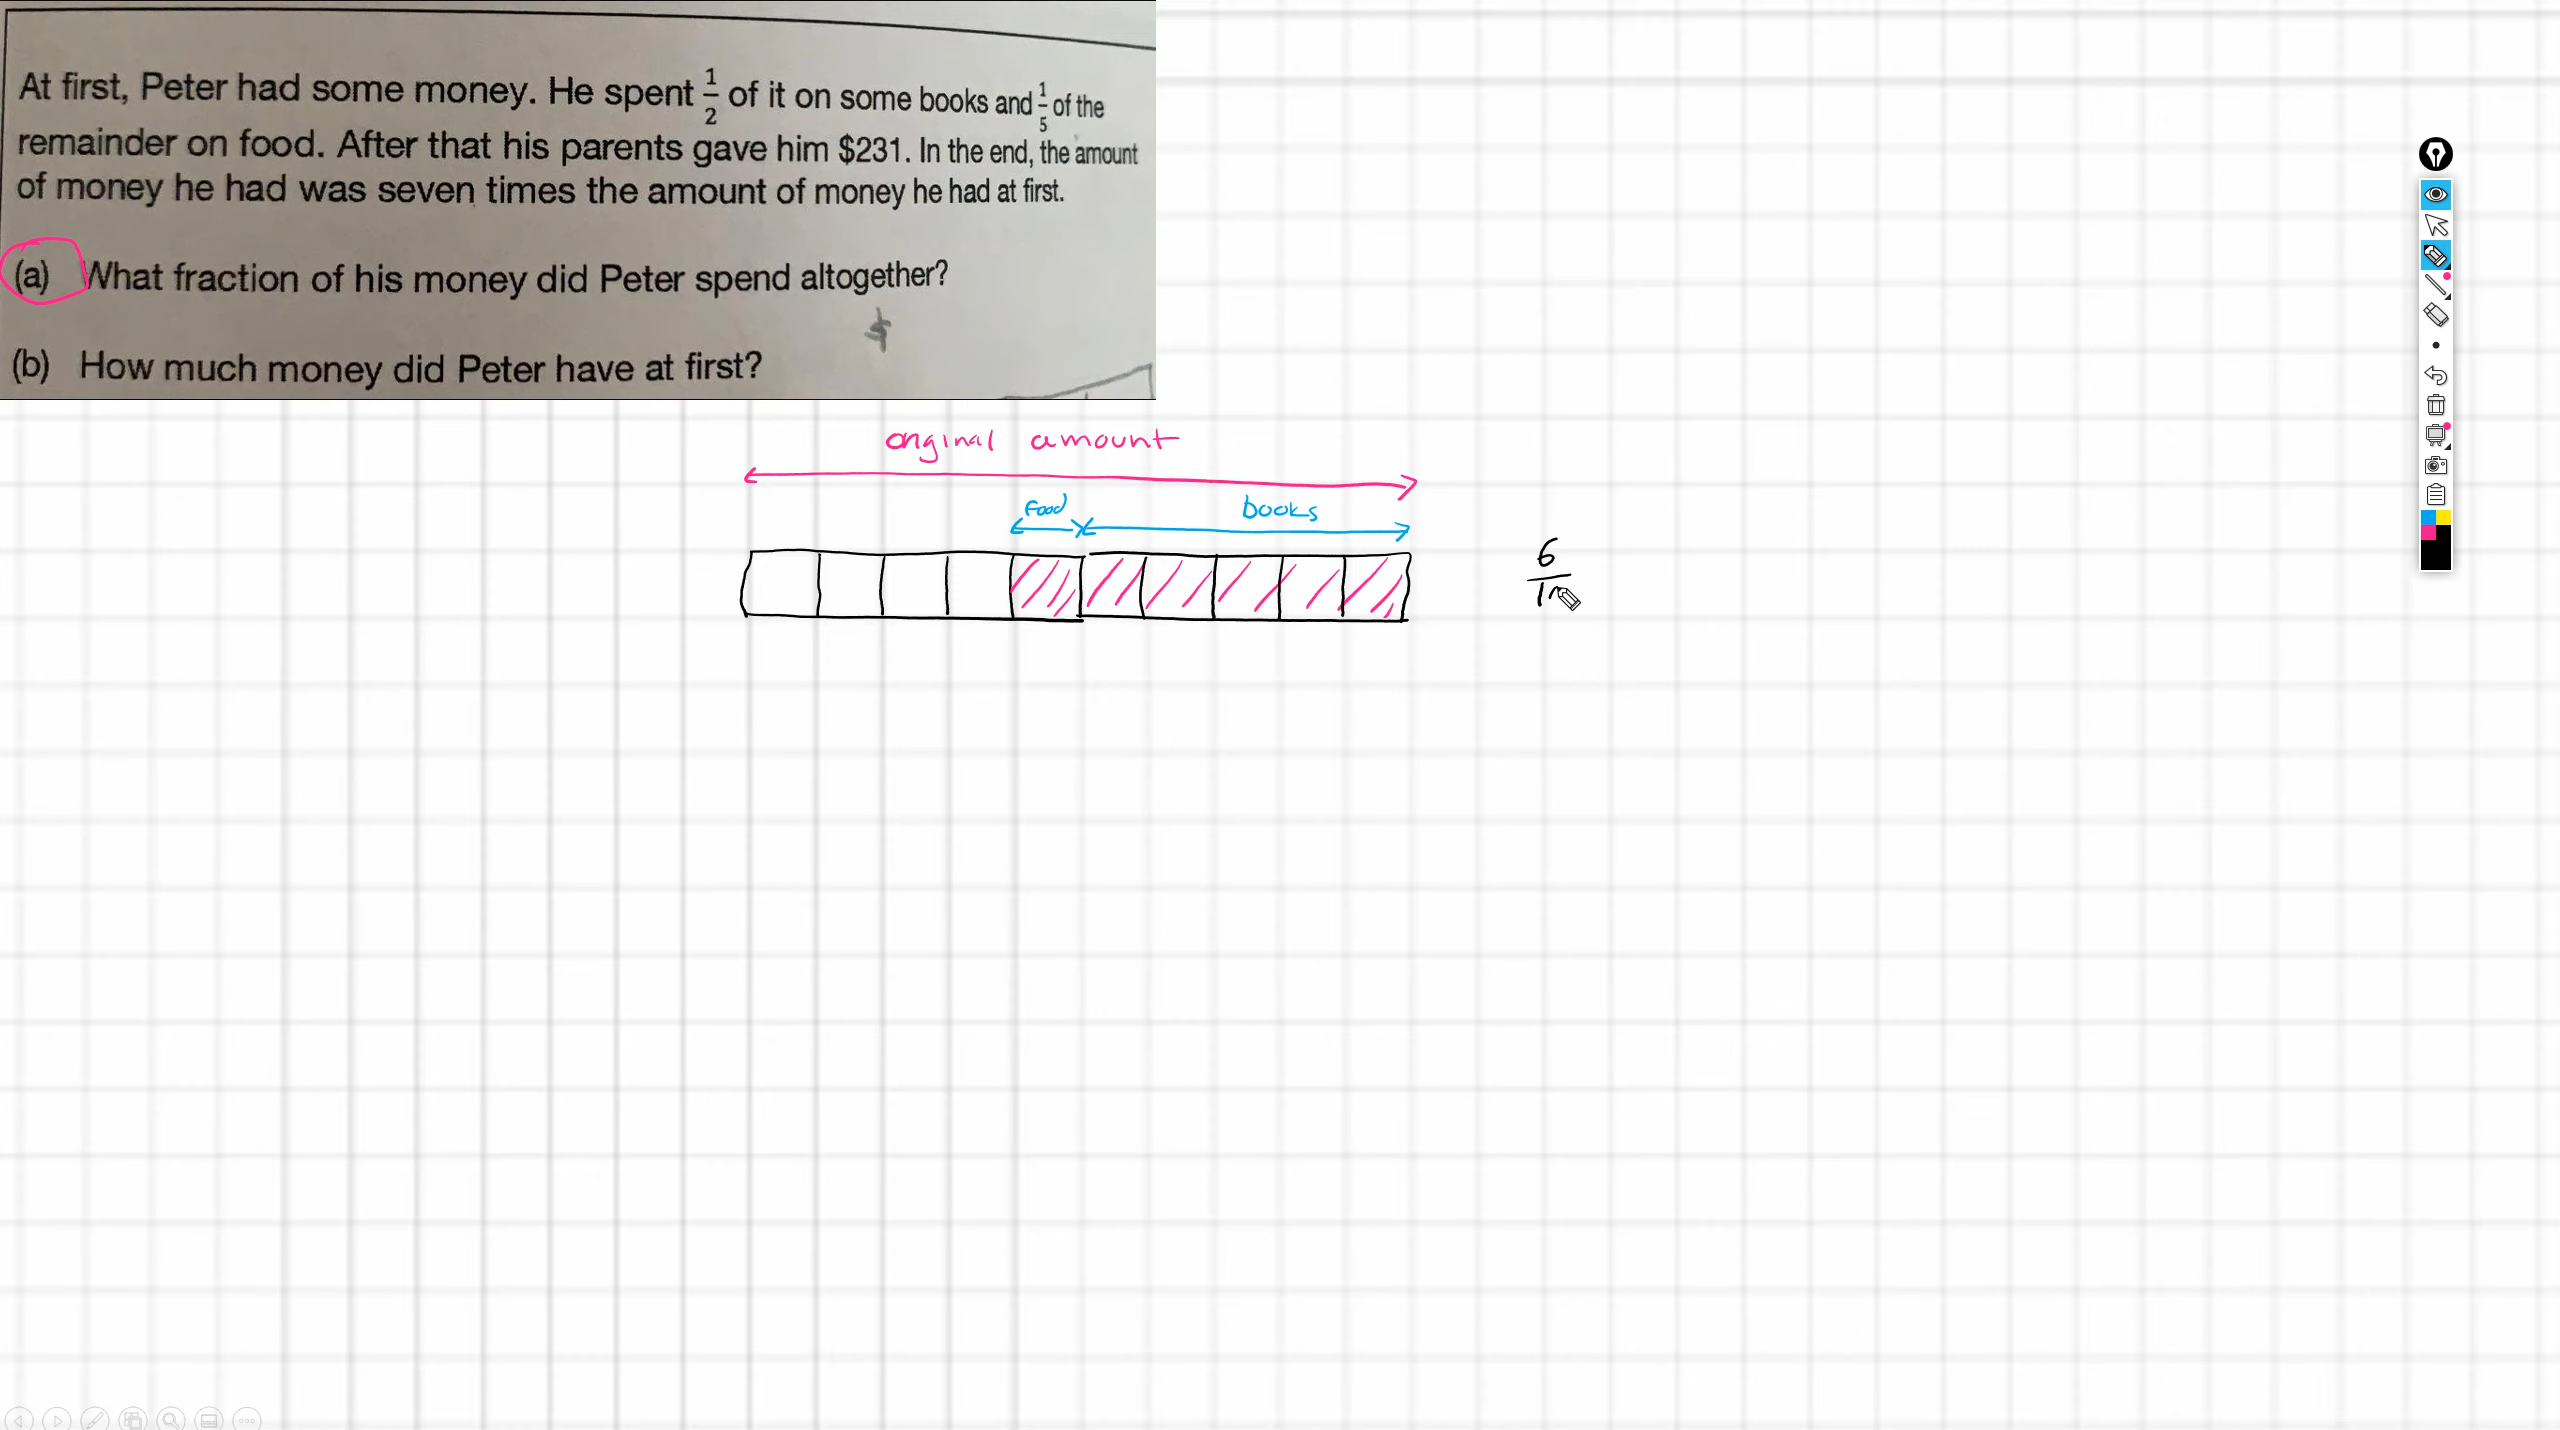 At first, Peter had some money. He spent 1/2 of it on some books and 1/5 of the
remainder on food. After that his parents gave him $231. In the end, the amount
of money he had was seven times the amount of money he had at first.
(a) What fraction of his money did Peter spend altogether?
(b) How much money did Peter have at first?
original amount
food
books
6